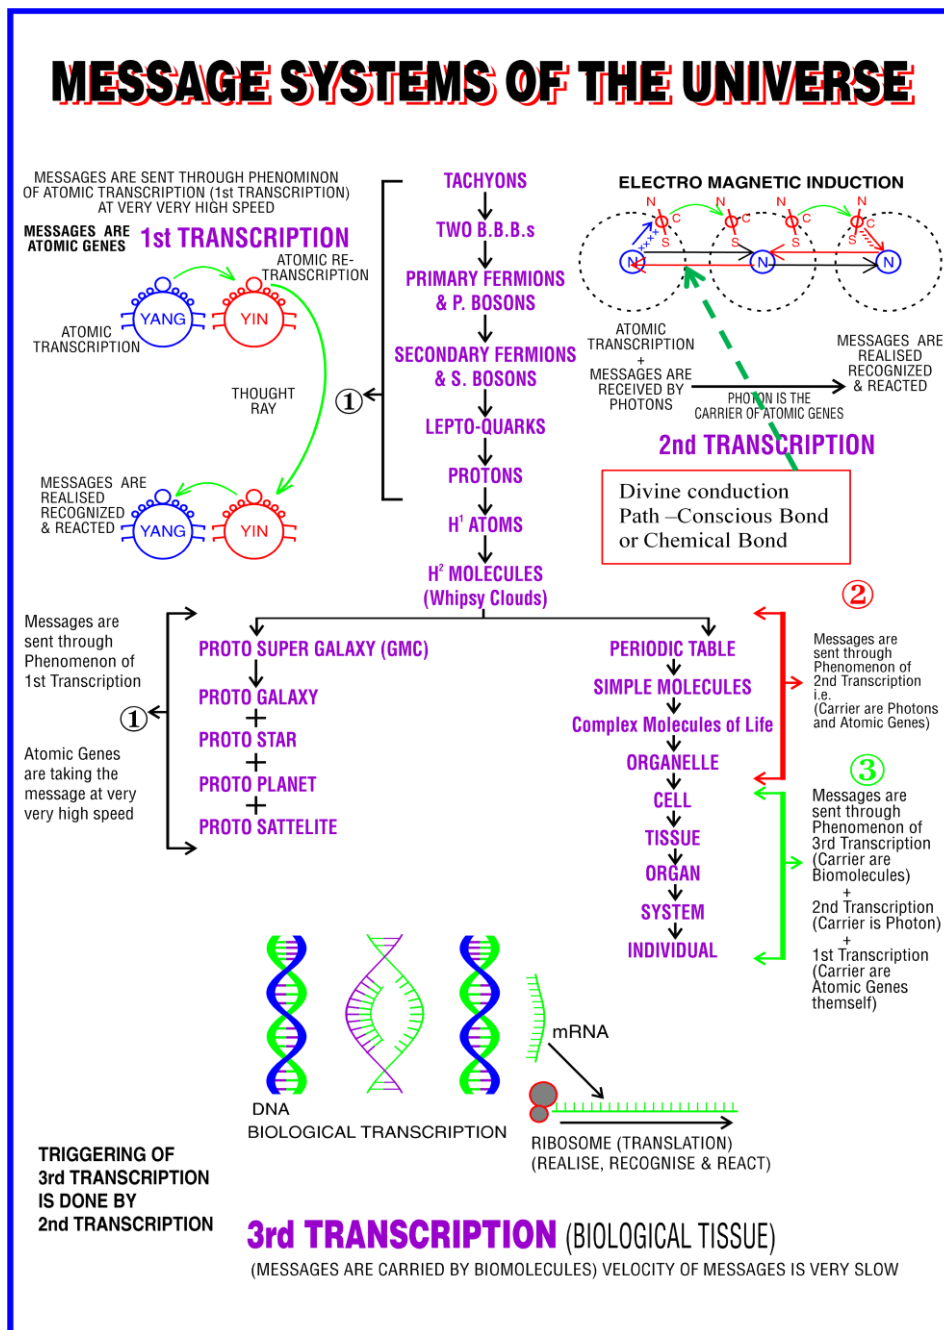 MESSAGE SYSTEMS OF THE UNIVERSE
MESSAGES ARE SENT THROUGH PHENOMINON
OF ATOMIC TRANSCRIPTION (1st TRANSCRIPTION)
AT VERY VERY HIGH SPEED
MESSAGES ARE
ATOMIC GENES
1st TRANSCRIPTION
ATOMIC RE-
TRANSCRIPTION
YANG
YIN
ATOMIC
TRANSCRIPTION
THOUGHT
RAY
MESSAGES ARE
REALISED
RECOGNIZED
& REACTED
YANG
YIN
TACHYONS
TWO B.B.B.s
PRIMARY FERMIONS
& P. BOSONS
SECONDARY FERMIONS
& S. BOSONS
①
LEPTO-QUARKS
PROTONS
H¹ ATOMS
H² MOLECULES
(Whipsy Clouds)
ELECTRO MAGNETIC INDUCTION
N
C
S
N
C
S
N
C
S
N
C
S
xxxx
N
N
N
ATOMIC
TRANSCRIPTION
+
MESSAGES ARE
RECEIVED BY
PHOTONS
PHOTON IS THE
CARRIER OF ATOMIC GENES
MESSAGES ARE
REALISED
RECOGNIZED
& REACTED
2nd TRANSCRIPTION
Divine conduction
Path –Conscious Bond
or Chemical Bond
Messages are
sent through
Phenomenon of
1st Transcription
①
Atomic Genes
are taking the
message at very
very high speed
PROTO SUPER GALAXY (GMC)
PROTO GALAXY
+
PROTO STAR
+
PROTO PLANET
+
PROTO SATTELITE
PERIODIC TABLE
SIMPLE MOLECULES
Complex Molecules of Life
ORGANELLE
CELL
TISSUE
ORGAN
SYSTEM
INDIVIDUAL
②
Messages are
sent through
Phenomenon of
2nd Transcription
i.e.
(Carrier are Photons
and Atomic Genes)
③
Messages are
sent through
Phenomenon of
3rd Transcription
(Carrier are
Biomolecules)
+
2nd Transcription
(Carrier is Photon)
+
1st Transcription
(Carrier are
Atomic Genes
themself)
mRNA
DNA
BIOLOGICAL TRANSCRIPTION
RIBOSOME (TRANSLATION)
(REALISE, RECOGNISE & REACT)
TRIGGERING OF
3rd TRANSCRIPTION
IS DONE BY
2nd TRANSCRIPTION
3rd TRANSCRIPTION (BIOLOGICAL TISSUE)
(MESSAGES ARE CARRIED BY BIOMOLECULES) VELOCITY OF MESSAGES IS VERY SLOW